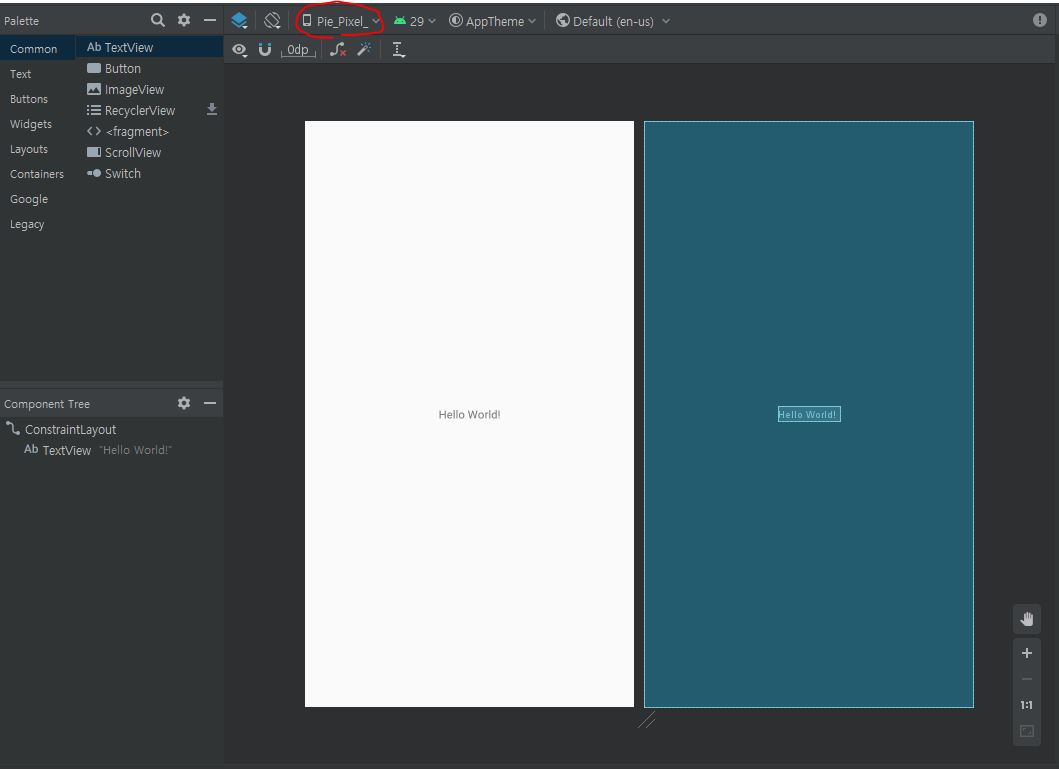 Palette
Pie_Pixel_ 29 AppTheme Default (en-us)
0dp
Common
Text
Buttons
Widgets
Layouts
Containers
Google
Legacy
Ab TextView
Button
ImageView
RecyclerView
<fragment>
ScrollView
Switch
Hello World!
Hello World!
Component Tree
ConstraintLayout
Ab TextView "Hello World!"
1:1